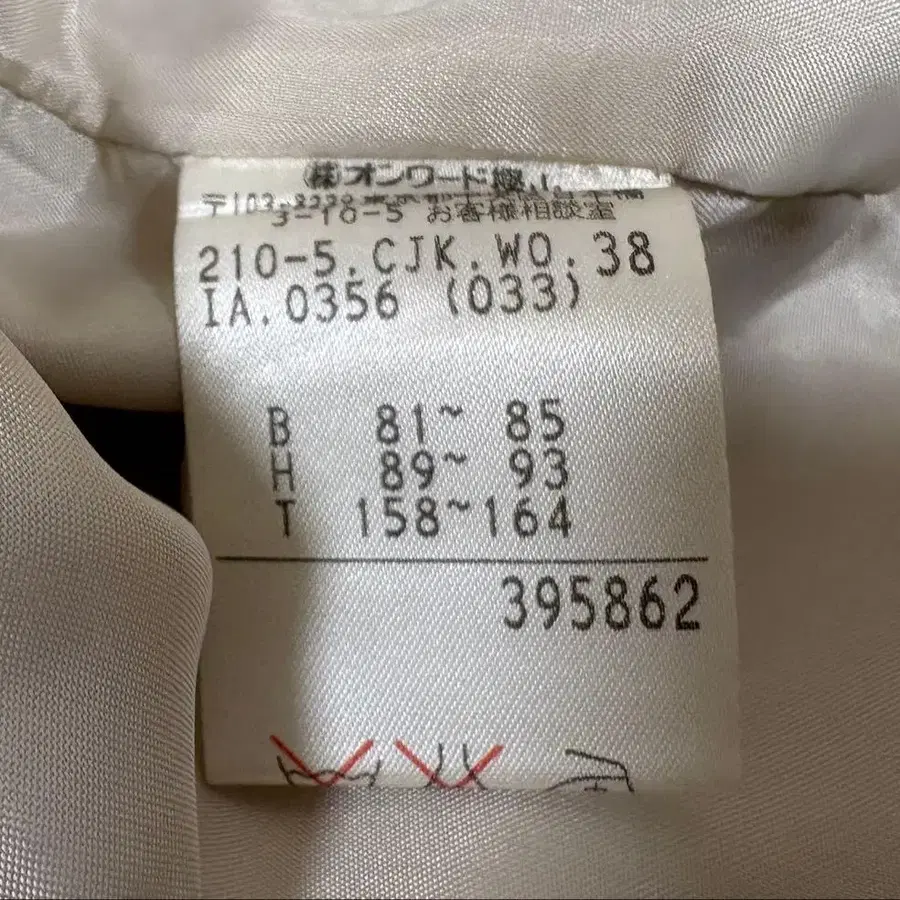 (株)オンワード樫
3-10-5 お客様相談室
210-5.CJK.WO.38
IA.0356 (033)
B 81~ 85
H 89~ 93
T 158~164
395862